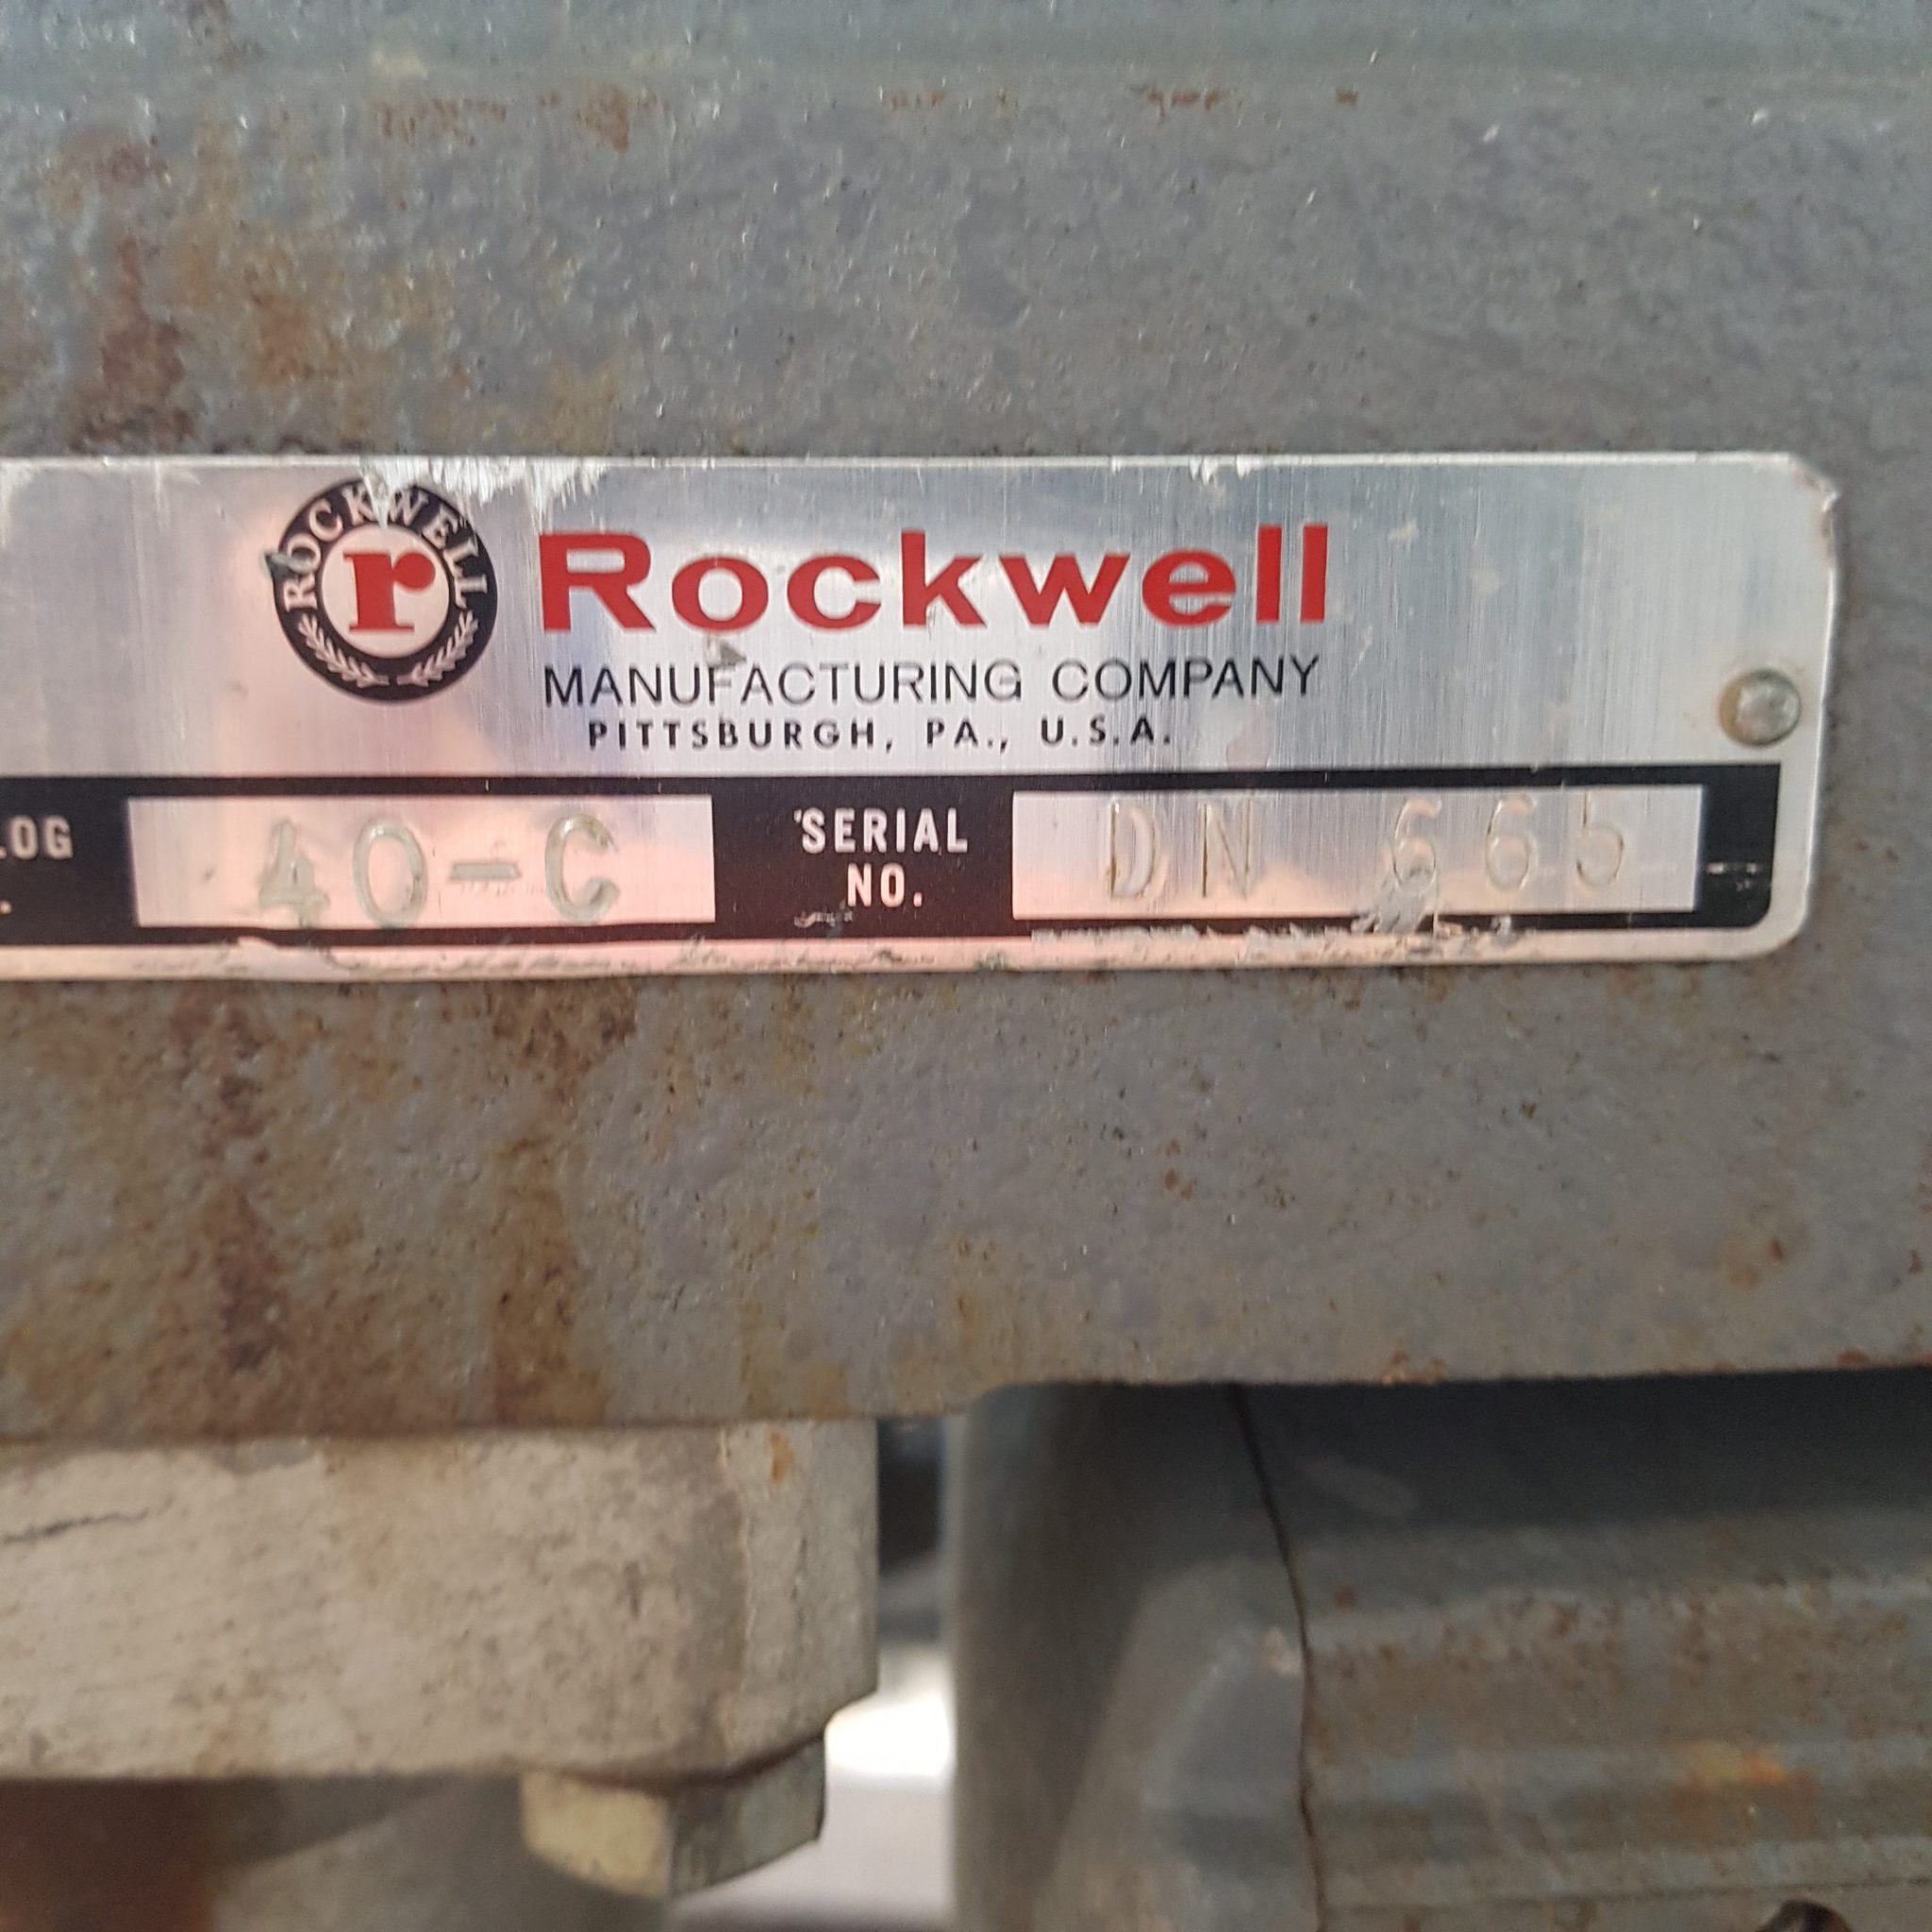 ROCKWELL
r
Rockwell
MANUFACTURING COMPANY
PITTSBURGH, PA., U.S.A.
LOG 40-C SERIAL NO. DN 665